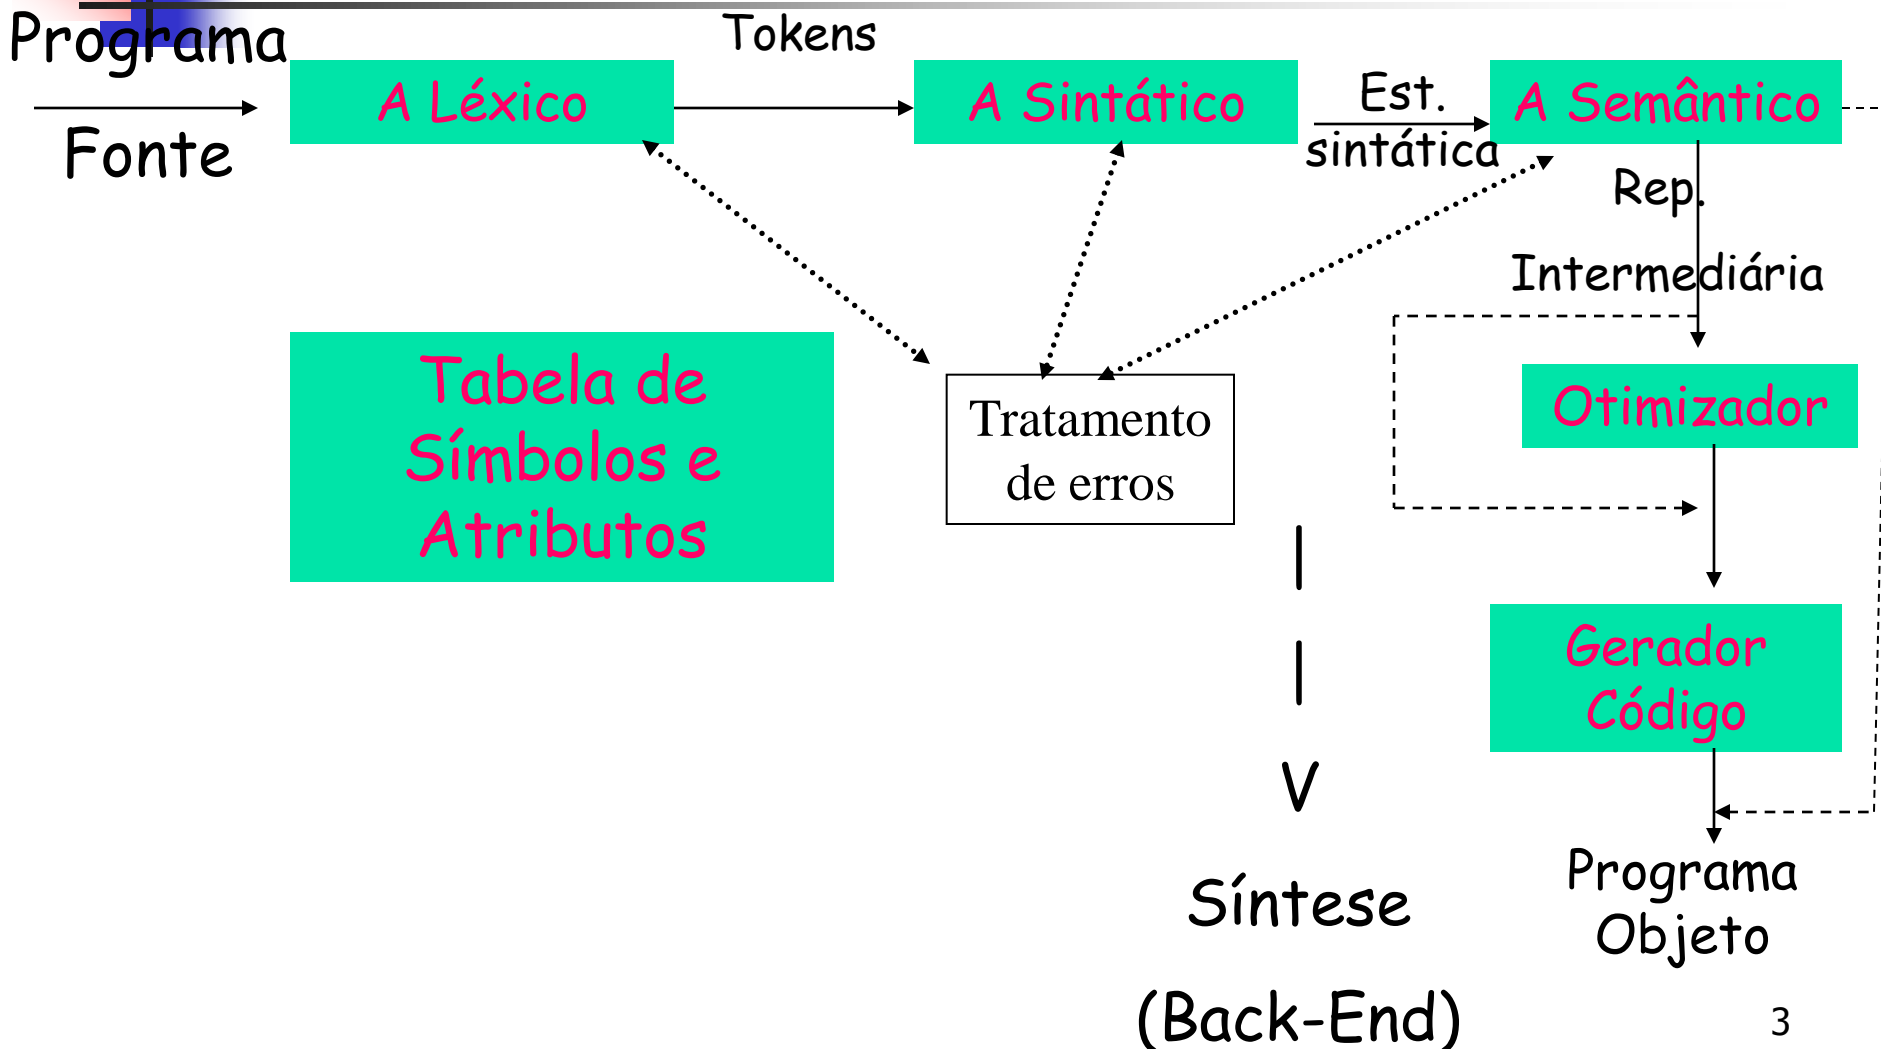 Programa
Fonte
Tokens
A Léxico
A Sintático
Est.
sintática
A Semântico
Rep.
Intermediária
Tabela de
Símbolos e
Atributos
Tratamento
de erros
Otimizador
Gerador
Código
Programa
Objeto
Síntese
(Back-End)
3